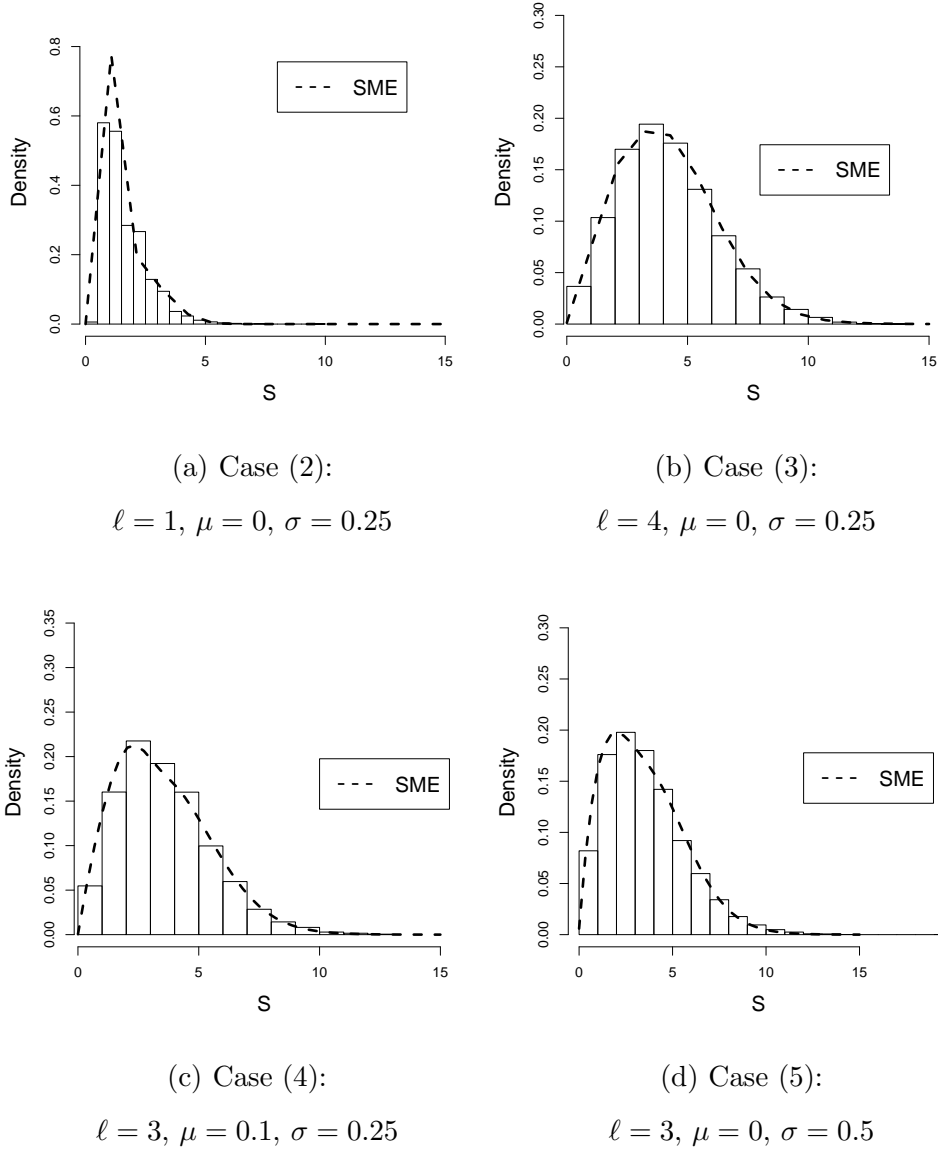 0.8
0.6
0.4
0.2
0.0
Density
SME
0
5
10
15
S
(a) Case (2):
ℓ = 1, μ = 0, σ = 0.25
0.30
0.25
0.20
0.15
0.10
0.05
0.00
Density
SME
0
5
10
15
S
(b) Case (3):
ℓ = 4, μ = 0, σ = 0.25
0.35
0.30
0.25
0.20
0.15
0.10
0.05
0.00
Density
SME
0
5
10
15
S
(c) Case (4):
ℓ = 3, μ = 0.1, σ = 0.25
0.30
0.25
0.20
0.15
0.10
0.05
0.00
Density
SME
0
5
10
15
S
(d) Case (5):
ℓ = 3, μ = 0, σ = 0.5